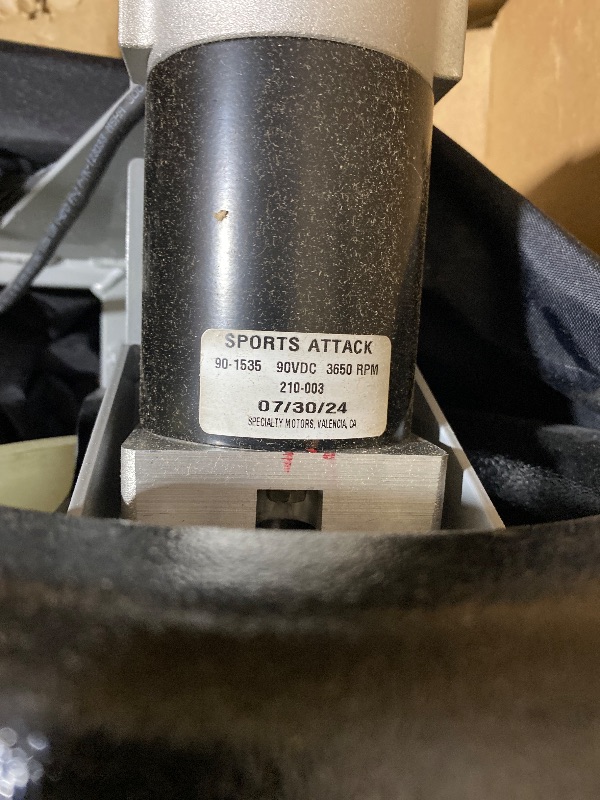 SPORTS ATTACK
90-1535 90VDC 3650 RPM
210-003
07/30/24
SPECIALTY MOTORS, VALENCIA, CA